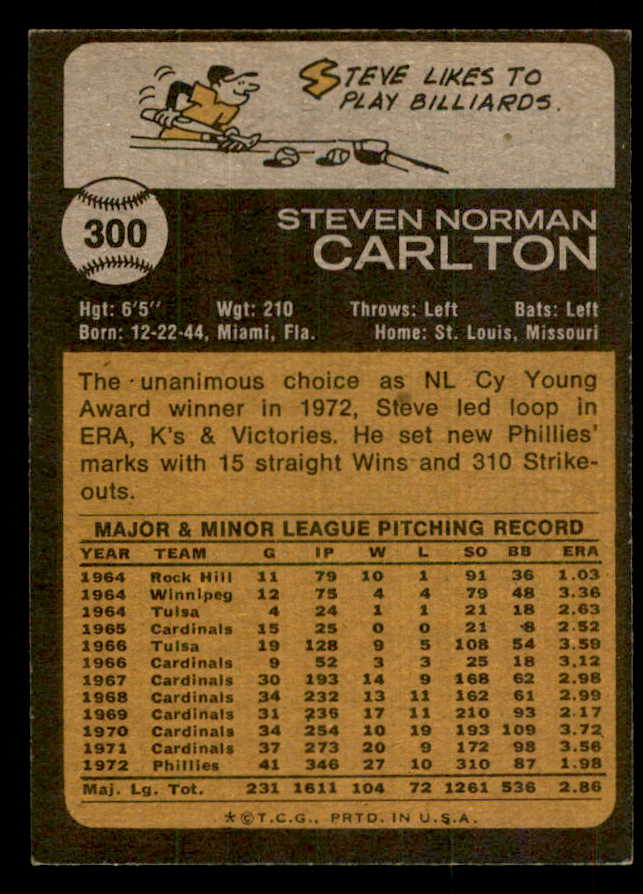 STEVE LIKES TO
PLAY BILLIARDS.
300
STEVEN NORMAN
CARLTON
Hgt: 6'5" Wgt: 210 Throws: Left Bats: Left
Born: 12-22-44, Miami, Fla. Home: St. Louis, Missouri
The unanimous choice as NL Cy Young
Award winner in 1972, Steve led loop in
ERA, K's & Victories. He set new Phillies'
marks with 15 straight Wins and 310 Strike-
outs.
MAJOR & MINOR LEAGUE PITCHING RECORD
YEAR TEAM G IP W L SO BB ERA
1964 Rock Hill 11 79 10 1 91 36 1.03
1964 Winnipeg 12 75 4 4 79 48 3.36
1964 Tulsa 4 24 1 1 21 18 2.63
1965 Cardinals 15 25 0 0 21 8 2.52
1966 Tulsa 19 128 9 5 108 54 3.59
1966 Cardinals 9 52 3 3 25 18 3.12
1967 Cardinals 30 193 14 9 168 62 2.98
1968 Cardinals 34 232 13 11 162 61 2.99
1969 Cardinals 31 236 17 11 210 93 2.17
1970 Cardinals 34 254 10 19 193 109 3.72
1971 Cardinals 37 273 20 9 172 98 3.56
1972 Phillies 41 346 27 10 310 87 1.98
Maj. Lg. Tot. 231 1611 104 72 1261 536 2.86
*©T.C.G., PRTD. IN U.S.A.